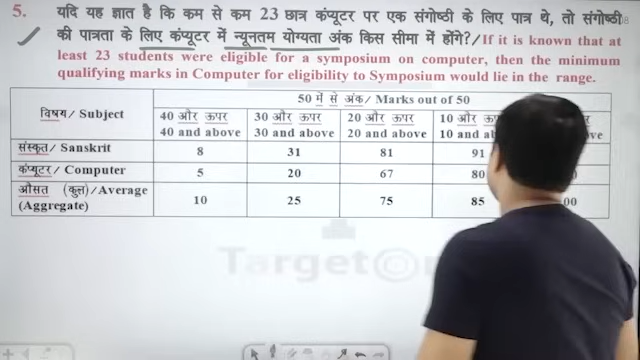 5. यदि यह ज्ञात है कि कम से कम 23 छात्र कंप्यूटर पर एक संगोष्ठी के लिए पात्र थे, तो संगोष्ठी
की पात्रता के लिए कंप्यूटर में न्यूनतम योग्यता अंक किस सीमा में होंगे?/If it is known that at
least 23 students were eligible for a symposium on computer, then the minimum
qualifying marks in Computer for eligibility to Symposium would lie in the range.
विषय/ Subject
50 में से अंक/ Marks out of 50
40 और ऊपर 30 और ऊपर 20 और ऊपर 10 और
40 and above 30 and above 20 and above 10 and
संस्कृत/ Sanskrit 8 31 81 91
कंप्यूटर/ Computer 5 20 67 80
औसत (कुल)/Average
(Aggregate) 10 25 75 85 00
Target